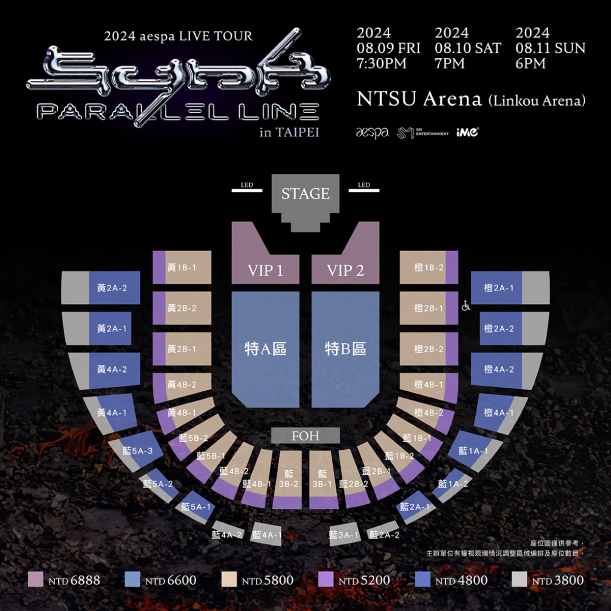 2024 aespa LIVE TOUR
SYNK
PARALLEL LINE
in TAIPEI
2024
08.09 FRI
7:30PM
2024
08.10 SAT
7PM
2024
08.11 SUN
6PM
NTSU Arena (Linkou Arena)
aespa
SM
ENTERTAINMENT
iMe
LED
STAGE
LED
VIP 1
VIP 2
特A區
特B區
FOH
黃1B-1
黃2B-2
黃2B-1
黃4B-2
黃4B-1
橙1B-2
橙2B-1
橙2B-2
橙4B-1
橙4B-2
黃2A-2
黃2A-1
黃4A-2
黃4A-1
橙2A-1
橙2A-2
橙4A-2
橙4A-1
藍5B-2
藍5B-1
藍4B-2
藍4B-1
藍
3B-2
藍
3B-1
藍2B-2
藍2B-1
藍1B-2
藍1B-1
藍5A-3
藍5A-2
藍5A-1
藍4A-2
藍4A-1
藍3A-1
藍2A-2
藍2A-1
藍1A-2
藍1A-1
座位圖僅供參考，
主辦單位有權視現場情況調整區域編排及座位數目。
NTD 6888
NTD 6600
NTD 5800
NTD 5200
NTD 4800
NTD 3800